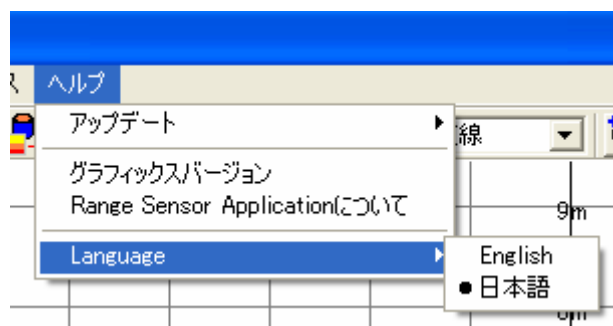 ヘルプ
アップデート
線
グラフィックスバージョン
Range Sensor Applicationについて
9m
Language
English
日本語